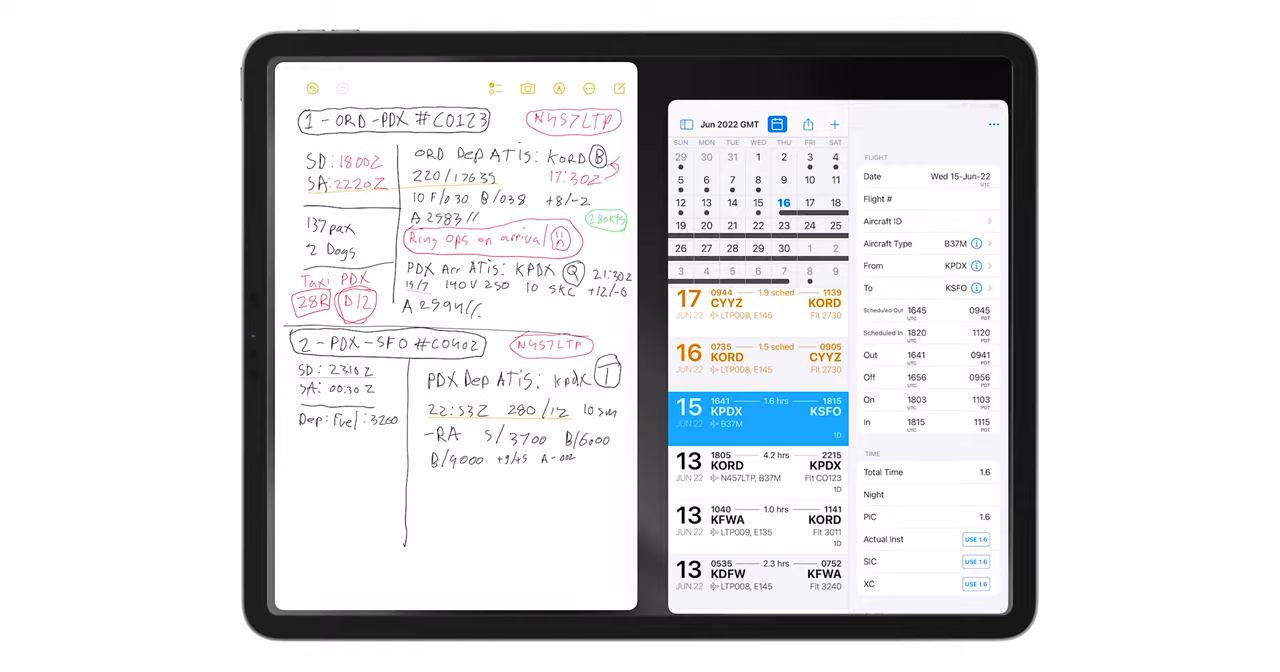 1-ORD-PDX #CO123
N457LTP
SD: 1800Z
SA: 2220Z
137 pax
2 Dogs
Taxi PDX
28R D12
ORD Dep ATIS: KORD B
220/17G35 17:30Z
10 F/030 B/038 +8/-2
A 2983//
280kts
Ring Ops on arrival
PDX Arr ATIS: KPDX Q 21:30Z
15/7 140V250 10 SKC +12/-6
A 2994//
2-PDX-SFO #CO402
N457LTP
SD: 2310Z
SA: 00:30Z
Dep: Fuel: 3200
PDX Dep ATIS: KPDX T
22:53Z 280/12 10sm
-RA S/3700 B/6000
B/9000 +9/+5 A-002
Jun 2022 GMT
SUN MON TUE WED THU FRI SAT
29 30 31 1 2 3 4
5 6 7 8 9 10 11
12 13 14 15 16 17 18
19 20 21 22 23 24 25
26 27 28 29 30 1 2
3 4 5 6 7 8 9
17 0944 1.9 sched 1139
CYYZ KORD
JUN 22 LTP006, E145 Flt 2730
16 0735 1.5 sched 0905
KORD CYYZ
JUN 22 LTP008, E145 Flt 2730
15 1641 1.6 hrs 1815
KPDX KSFO
JUN 22 B37M
1D
13 1805 4.2 hrs 2215
KORD KPDX
JUN 22 N457LTP, B37M Flt CO123
1D
13 1040 1.0 hrs 1141
KFWA KORD
JUN 22 LTP009, E135 Flt 3011
1D
13 0535 2.3 hrs 0752
KDFW KFWA
JUN 22 LTP008, E145 Flt 3240
FLIGHT
Date Wed 15-Jun-22
UTC
Flight #
Aircraft ID
Aircraft Type B37M
From KPDX
To KSFO
Scheduled Out 1645 0945
UTC PDT
Scheduled In 1820 1120
UTC PDT
Out 1641 0941
UTC PDT
Off 1656 0956
UTC PDT
On 1803 1103
UTC PDT
In 1815 1115
UTC PDT
TIME
Total Time 1.6
Night
PIC 1.6
Actual Inst USE 1.6
SIC USE 1.6
XC USE 1.6